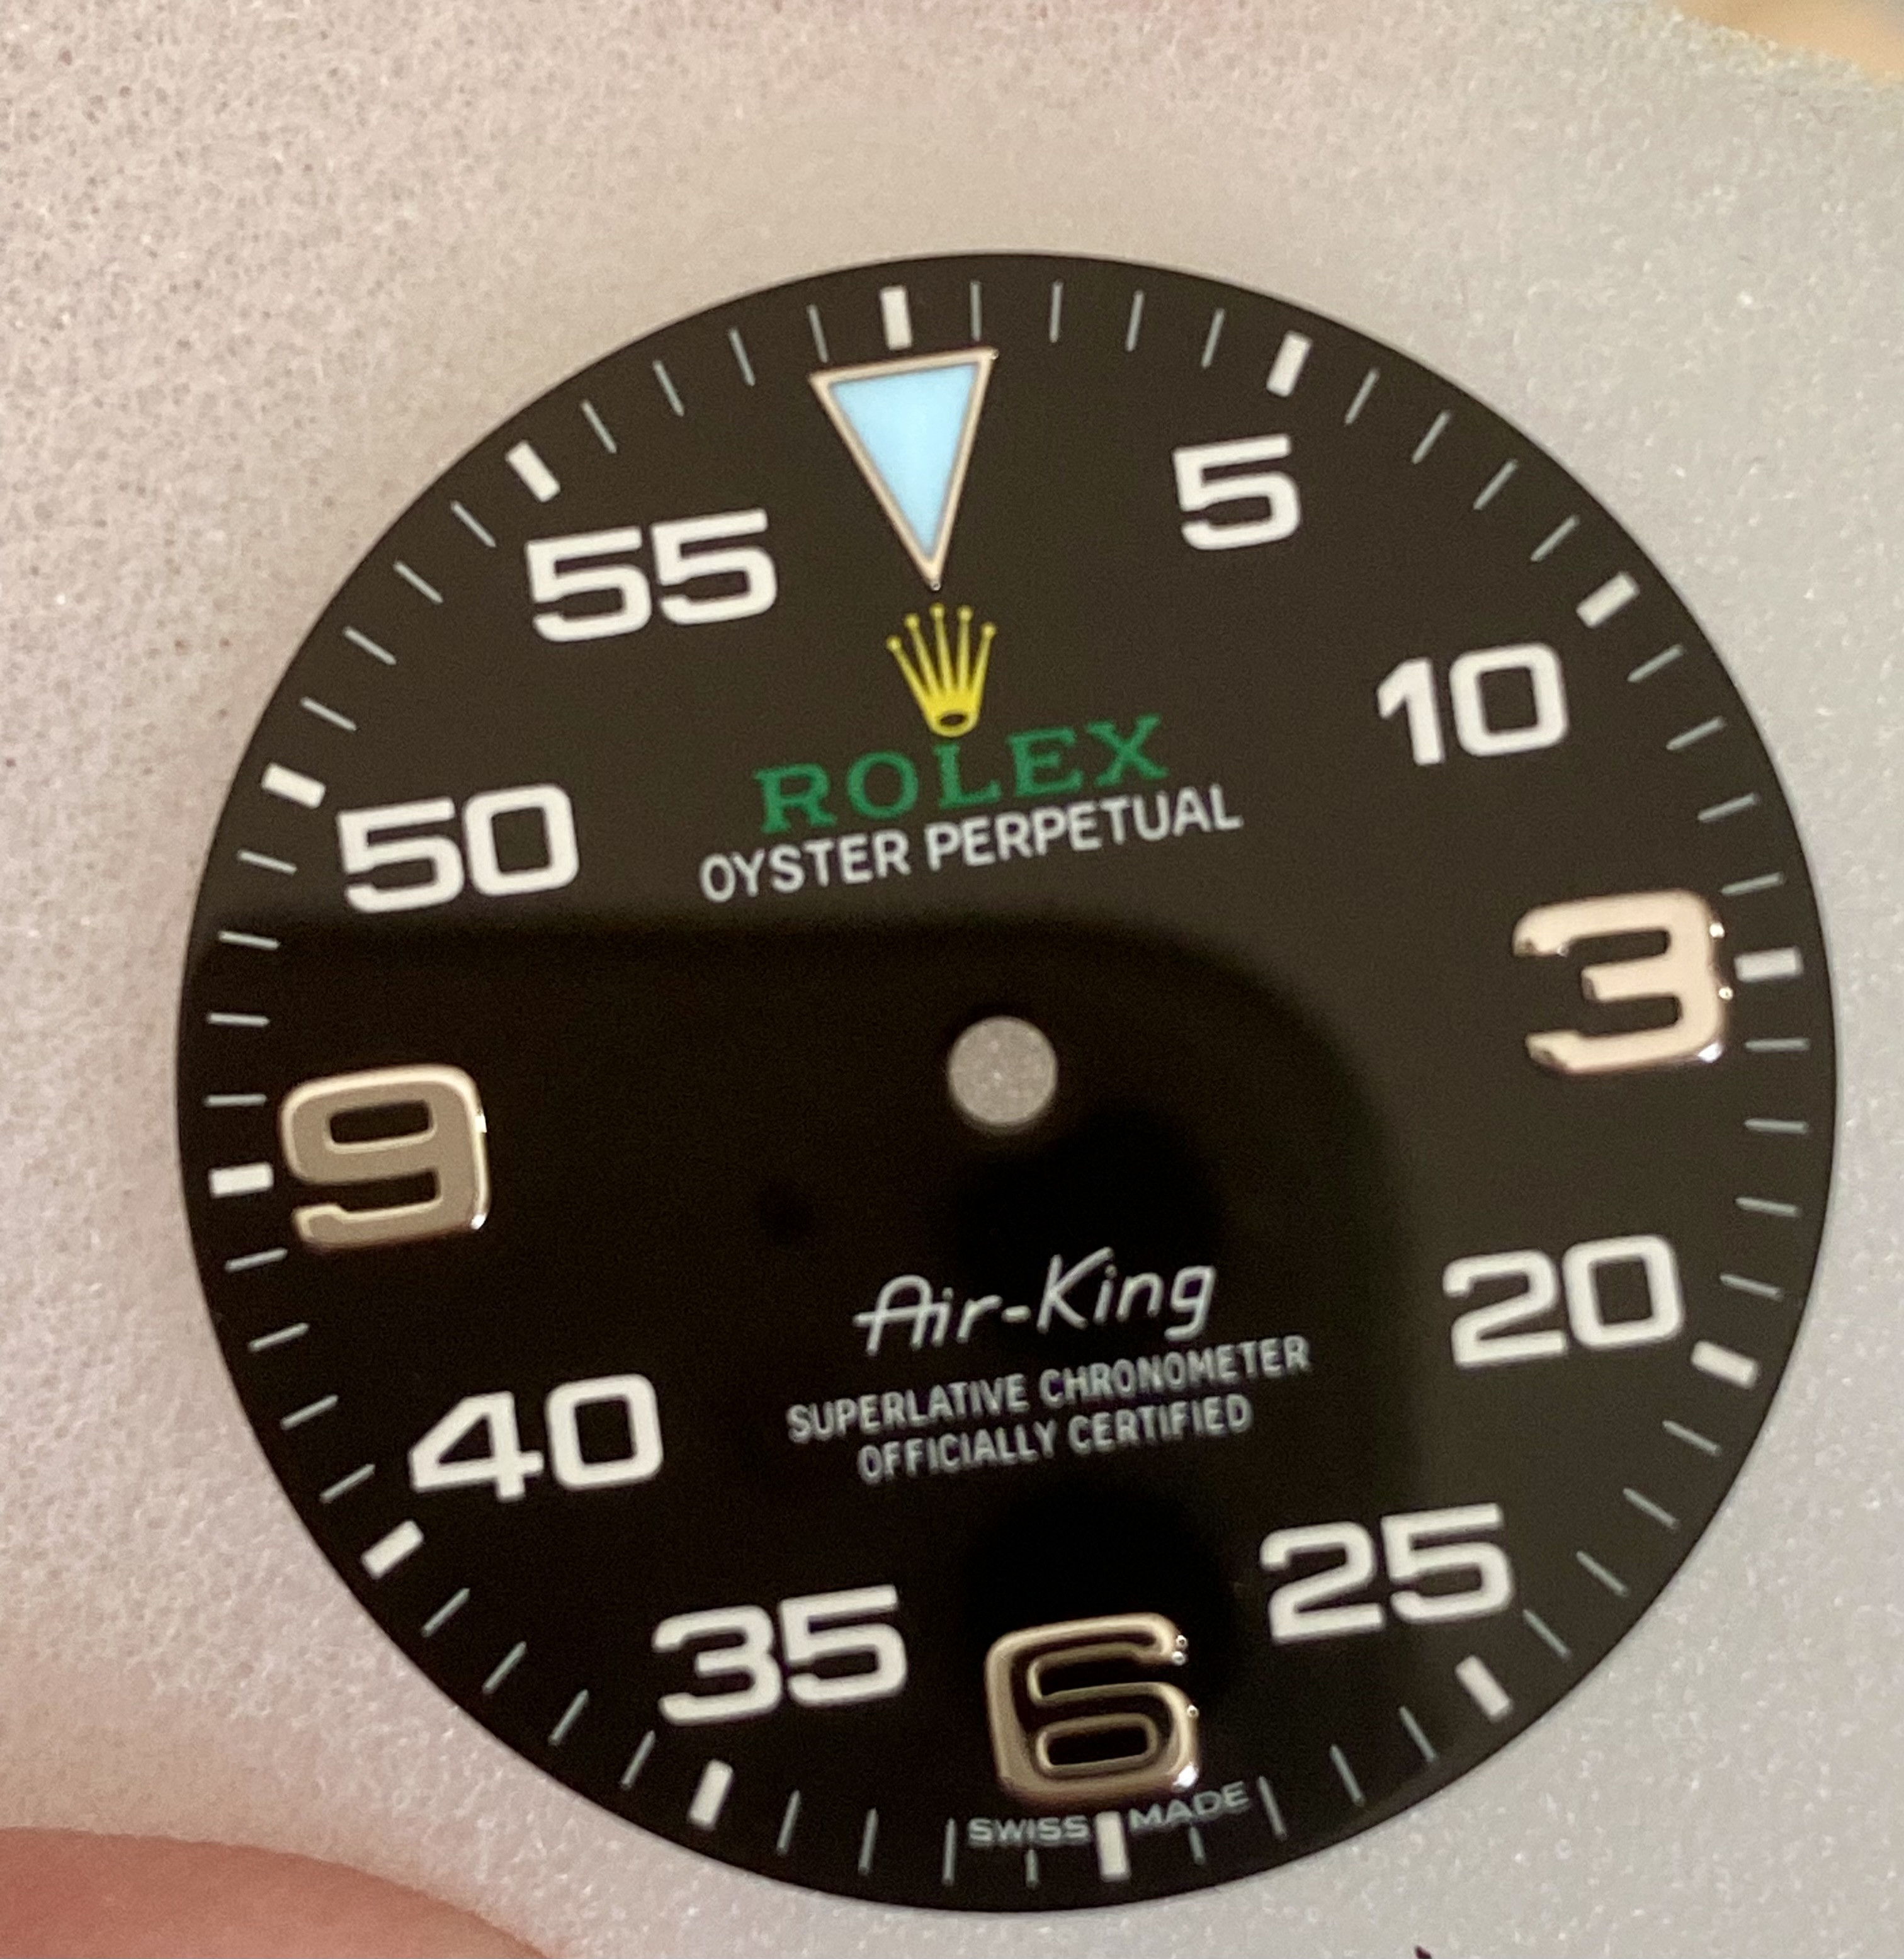 55
5
10
ROLEX
OYSTER PERPETUAL
50
3
9
Air-King
SUPERLATIVE CHRONOMETER
OFFICIALLY CERTIFIED
20
40
25
35
6
SWISS MADE